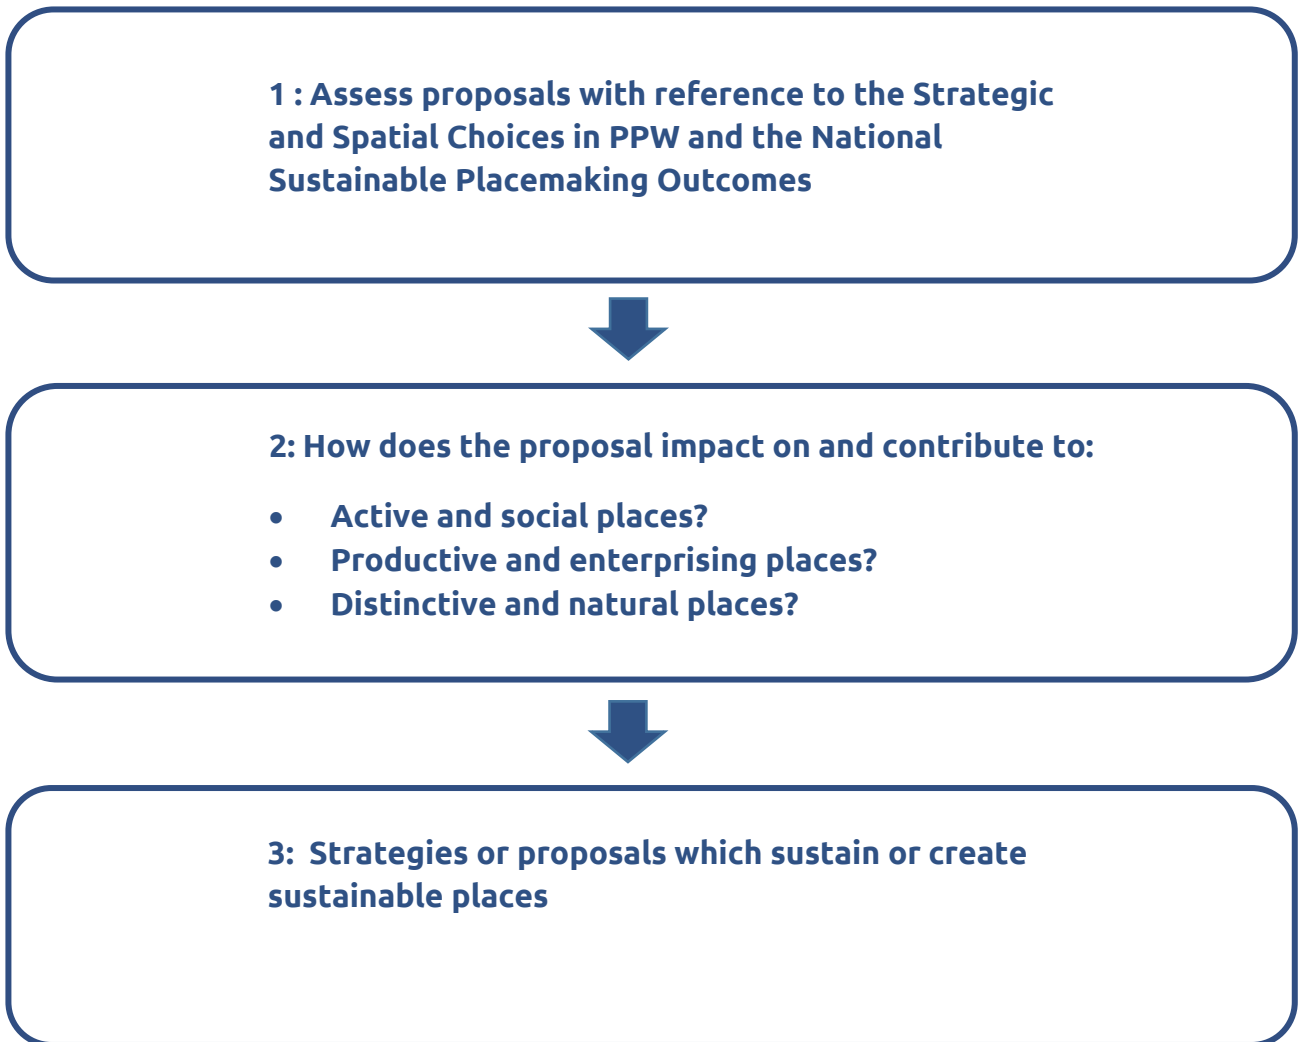 1 : Assess proposals with reference to the Strategic
and Spatial Choices in PPW and the National
Sustainable Placemaking Outcomes
2: How does the proposal impact on and contribute to:
• Active and social places?
• Productive and enterprising places?
• Distinctive and natural places?
3: Strategies or proposals which sustain or create
sustainable places